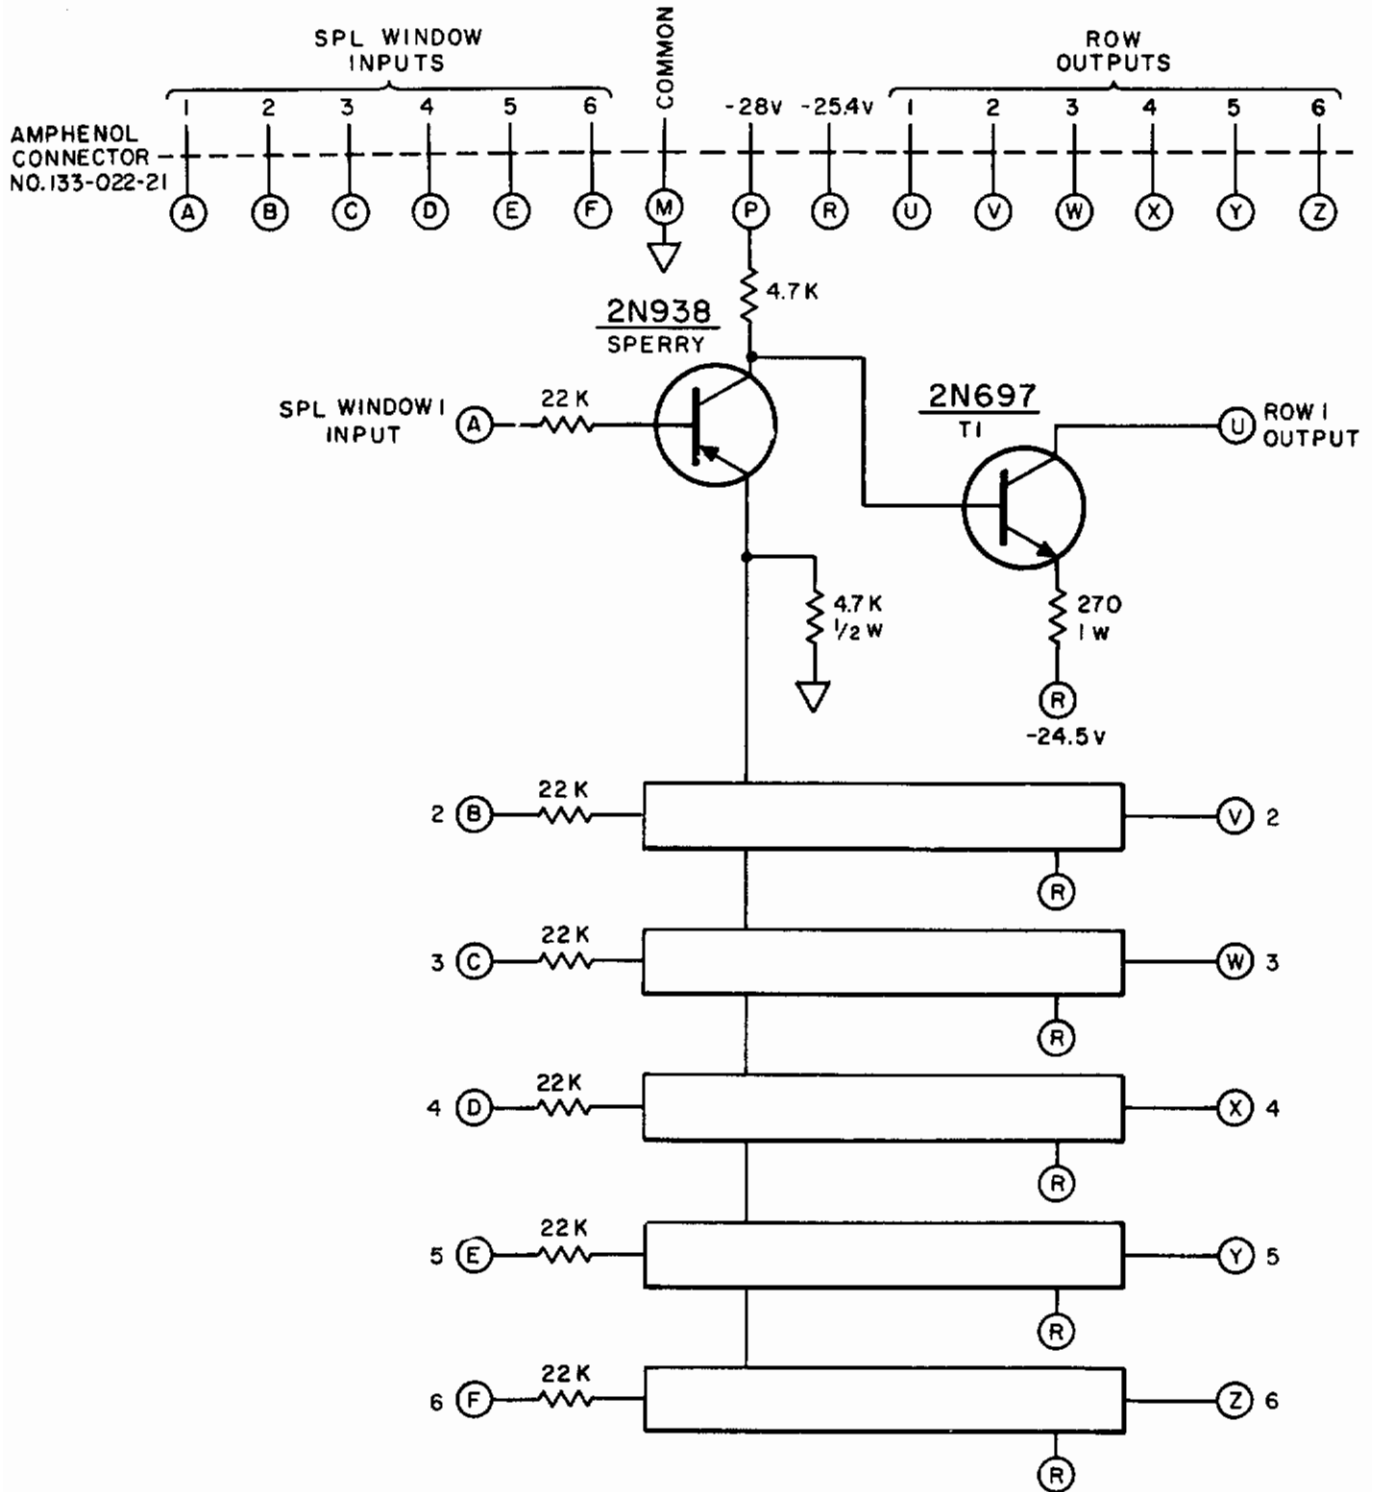 SPL WINDOW
INPUTS
COMMON
ROW
OUTPUTS
1 2 3 4 5 6
-28V -25.4V
1 2 3 4 5 6
AMPHENOL
CONNECTOR
NO. 133-022-21
A B C D E F M P R U V W X Y Z
4.7K
2N938
SPERRY
22K
SPL WINDOW 1
INPUT
A
2N697
TI
U
ROW 1
OUTPUT
4.7K
1/2 W
270
1W
R
-24.5V
22K
2 B V 2
R
22K
3 C W 3
R
22K
4 D X 4
R
22K
5 E Y 5
R
22K
6 F Z 6
R